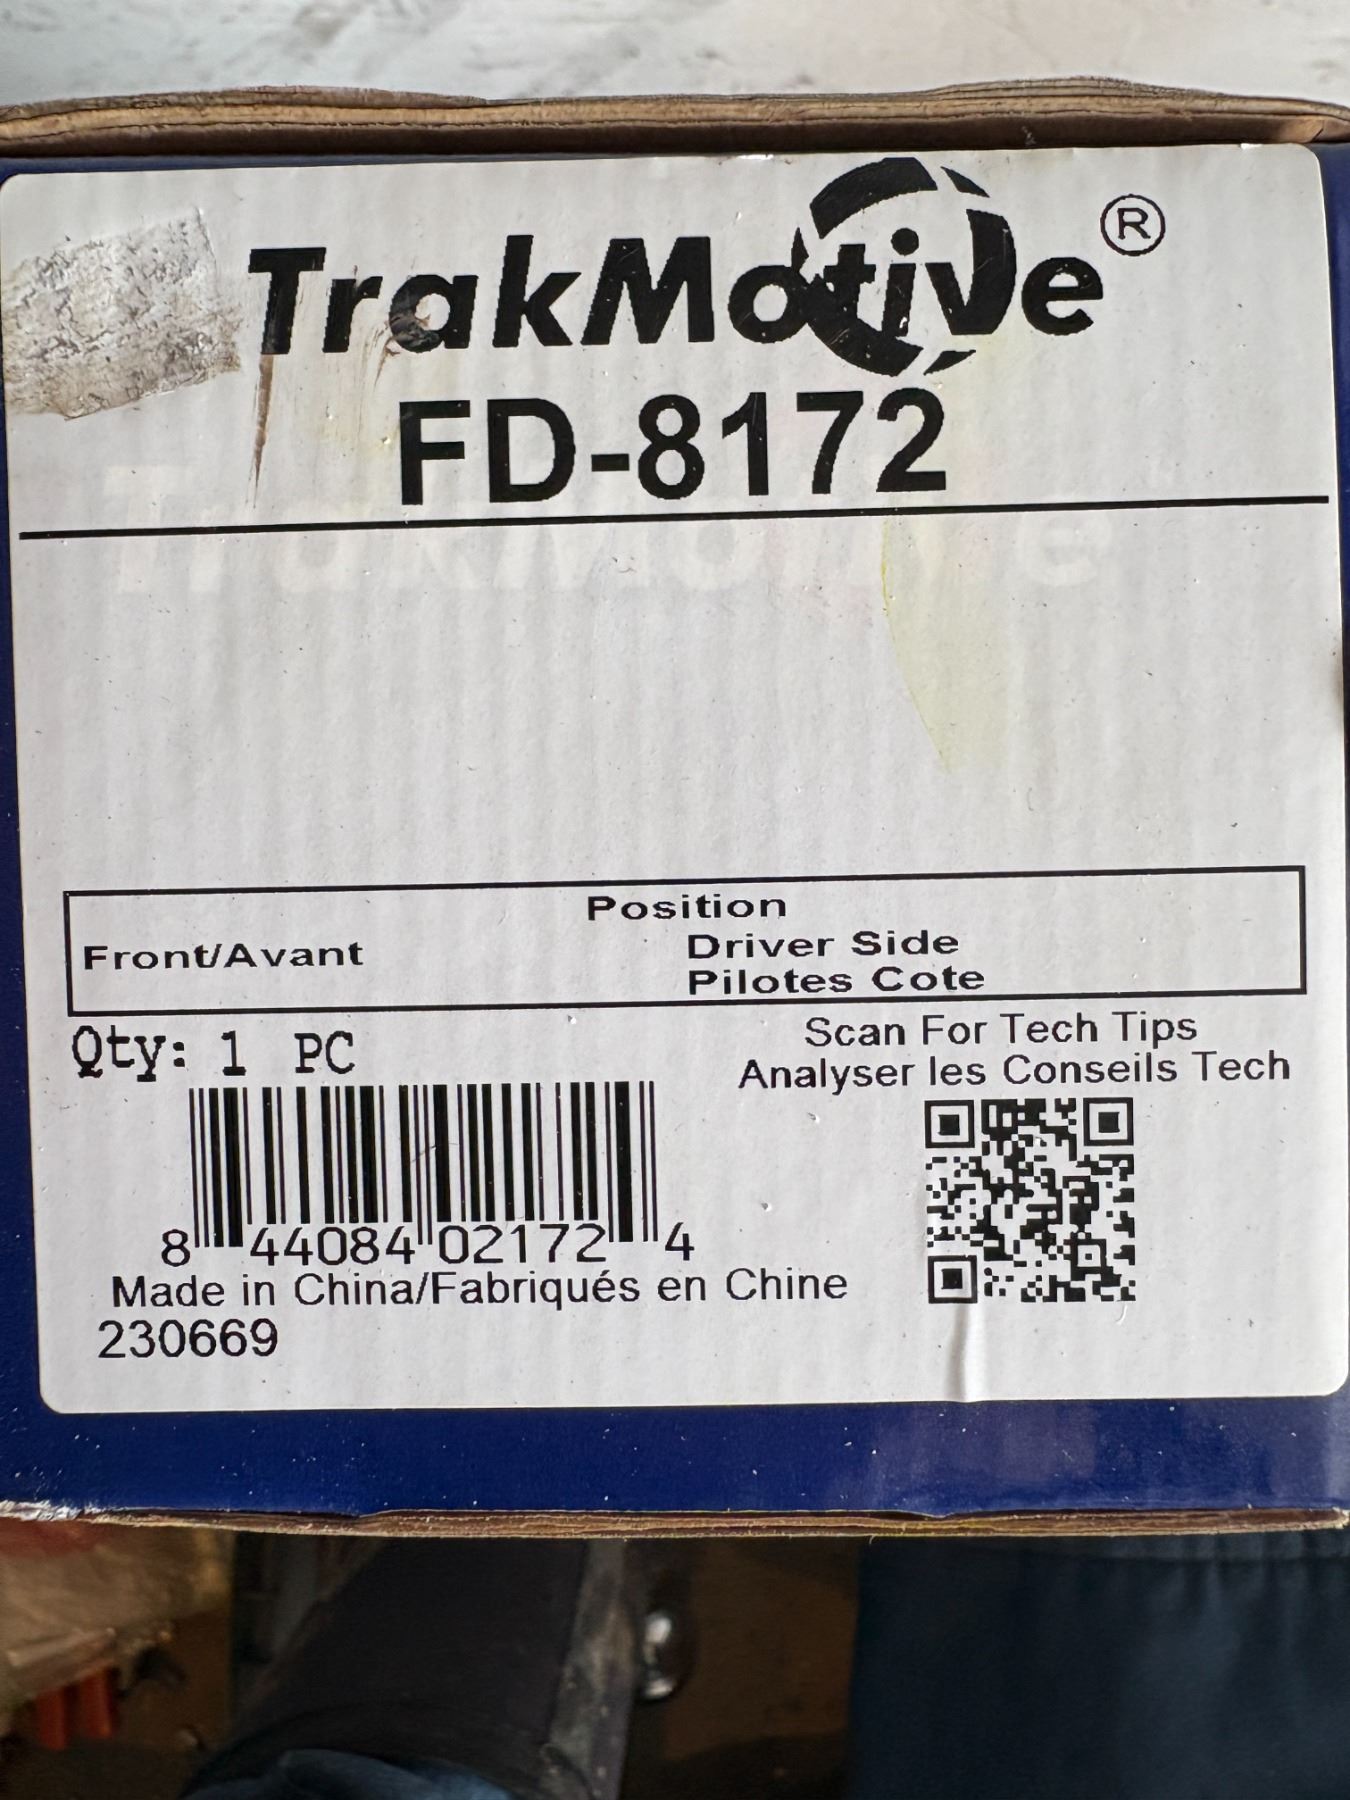 TrakMotive®
FD-8172
TrakMotive
Position
Front/Avant
Driver Side
Pilotes Cote
Qty: 1 PC
Scan For Tech Tips
Analyser les Conseils Tech
8 44084 02172 4
Made in China/Fabriqués en Chine
230669